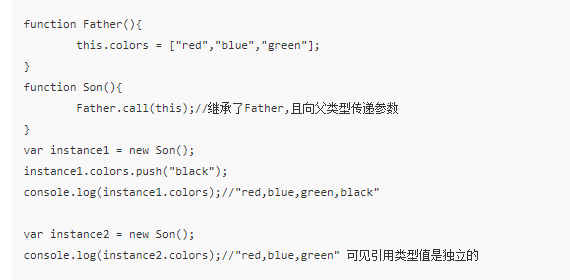 function Father(){
this.colors = ["red","blue","green"];
}
function Son(){
Father.call(this);//继承了Father,且向父类型传递参数
}
var instance1 = new Son();
instance1.colors.push("black");
console.log(instance1.colors);//"red,blue,green,black"
var instance2 = new Son();
console.log(instance2.colors);//"red,blue,green" 可见引用类型值是独立的